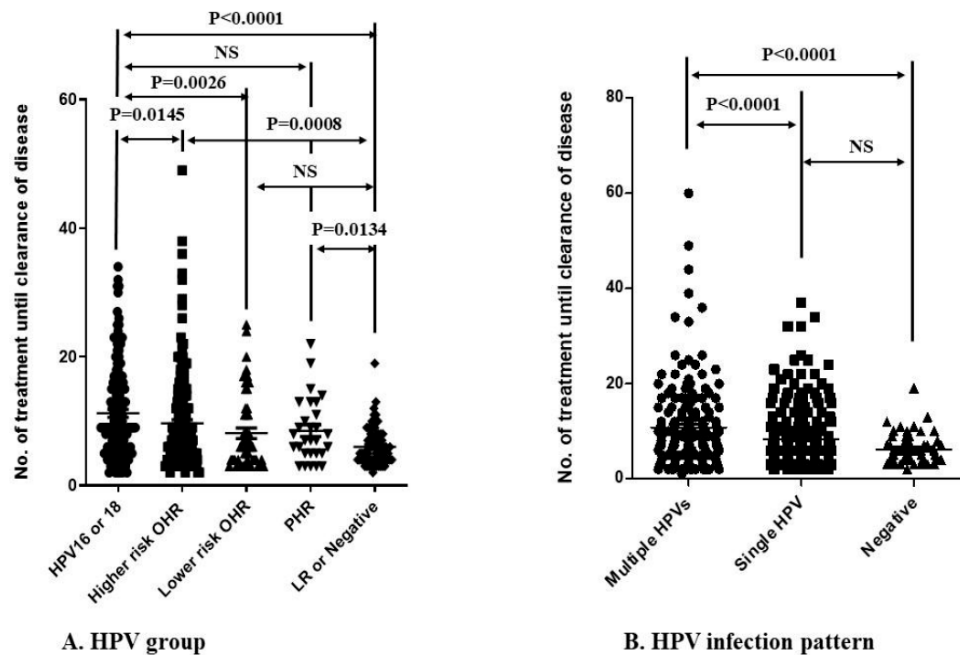 P<0.0001
NS
P=0.0026
P=0.0145
P=0.0008
NS
P=0.0134
No. of treatment until clearance of disease
60
40
20
0
HPV16 or 18
Higher risk OHR
Lower risk OHR
PHR
LR or Negative
A. HPV group
P<0.0001
P<0.0001
NS
No. of treatment until clearance of disease
80
60
40
20
0
Multiple HPVs
Single HPV
Negative
B. HPV infection pattern